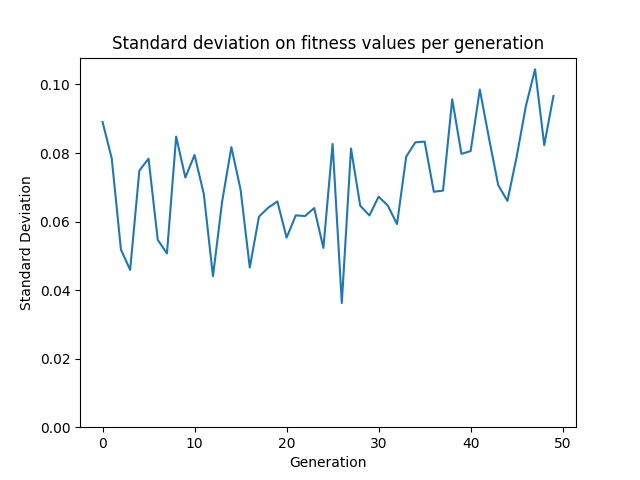 Standard deviation on fitness values per generation
0.10
0.08
0.06
0.04
0.02
0.00
Standard Deviation
0 10 20 30 40 50
Generation